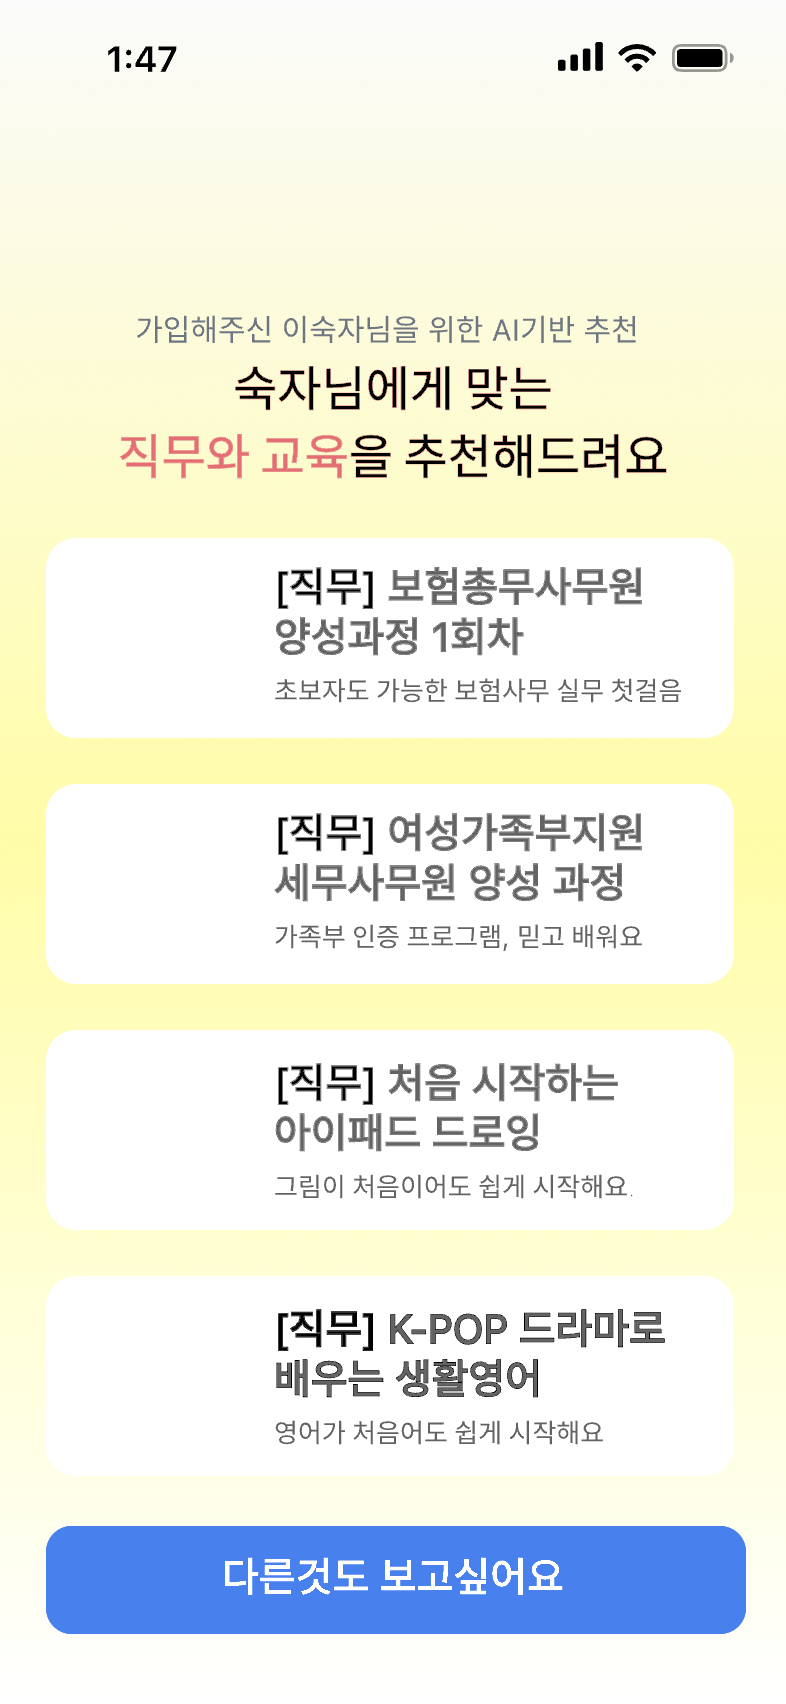 1:47
가입해주신 이숙자님을 위한 AI기반 추천
숙자님에게 맞는
직무와 교육을 추천해드려요
[직무] 보험총무사무원
양성과정 1회차
초보자도 가능한 보험사무 실무 첫걸음
[직무] 여성가족부지원
세무사무원 양성 과정
가족부 인증 프로그램, 믿고 배워요
[직무] 처음 시작하는
아이패드 드로잉
그림이 처음이어도 쉽게 시작해요.
[직무] K-POP 드라마로
배우는 생활영어
영어가 처음어도 쉽게 시작해요
다른것도 보고싶어요